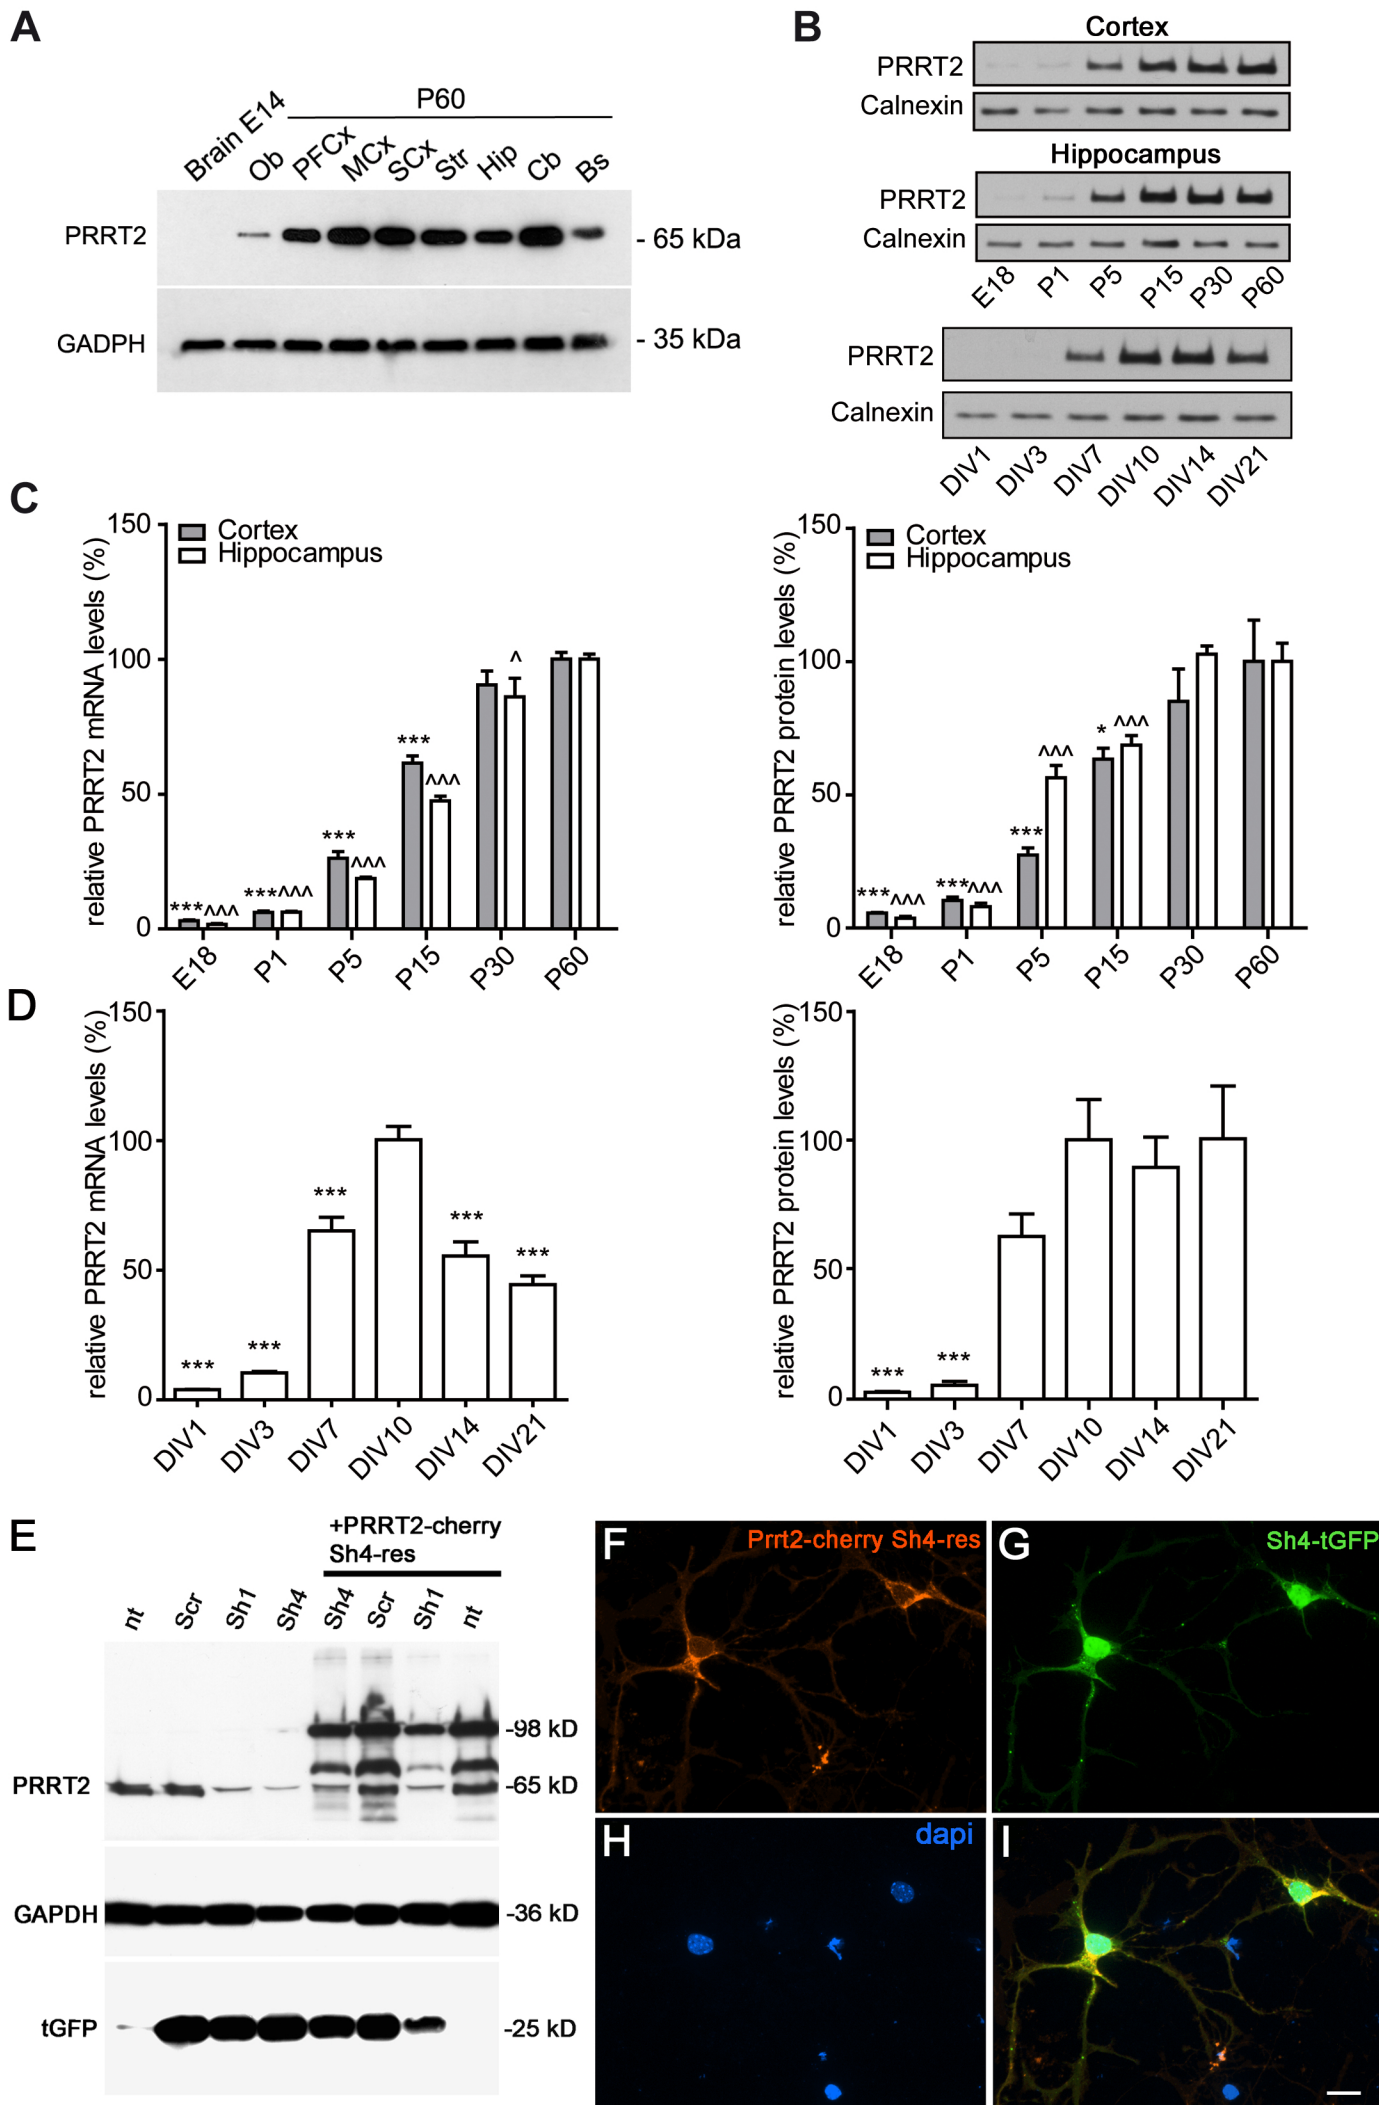 A
P60
Brain E14
Ob
PFCx
MCx
SCx
Str
Hip
Cb
Bs
PRRT2
- 65 kDa
GADPH
- 35 kDa
B
Cortex
PRRT2
Calnexin
Hippocampus
PRRT2
Calnexin
E18
P1
P5
P15
P30
P60
PRRT2
Calnexin
DIV1
DIV3
DIV7
DIV10
DIV14
DIV21
C
relative PRRT2 mRNA levels (%)
150
100
50
0
Cortex
Hippocampus
***
^^^
***
^^^
***
^^^
***
^^^
^
E18
P1
P5
P15
P30
P60
relative PRRT2 protein levels (%)
150
100
50
0
Cortex
Hippocampus
***
^^^
***
^^^
***
^^^
*
^^^
E18
P1
P5
P15
P30
P60
D
relative PRRT2 mRNA levels (%)
150
100
50
0
***
***
***
***
***
DIV1
DIV3
DIV7
DIV10
DIV14
DIV21
relative PRRT2 protein levels (%)
150
100
50
0
***
***
DIV1
DIV3
DIV7
DIV10
DIV14
DIV21
E
+PRRT2-cherry
Sh4-res
nt
Scr
Sh1
Sh4
Sh4
Scr
Sh1
nt
-98 kD
PRRT2
-65 kD
GAPDH
-36 kD
tGFP
-25 kD
F
Prrt2-cherry Sh4-res
G
Sh4-tGFP
H
dapi
I